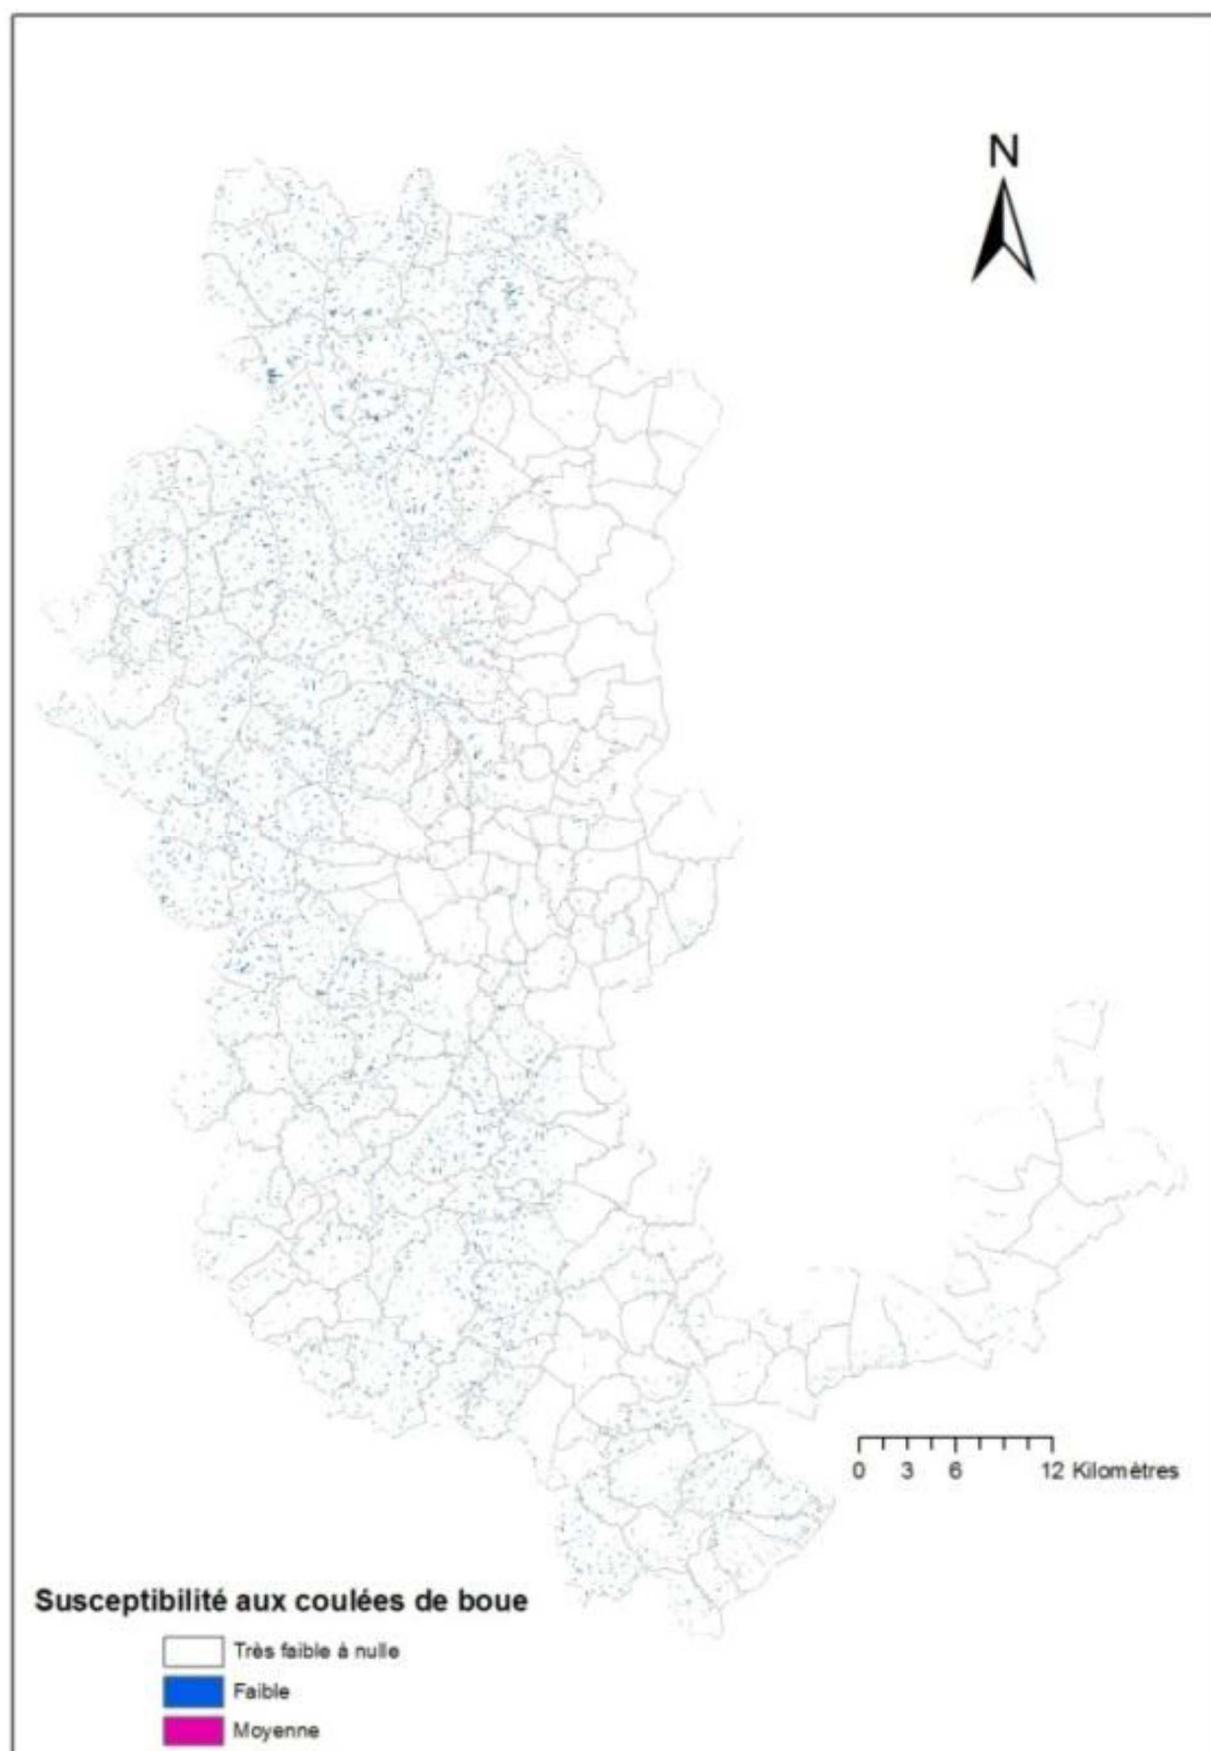 N
0 3 6 12 Kilomètres
Susceptibilité aux coulées de boue
Très faible à nulle
Faible
Moyenne